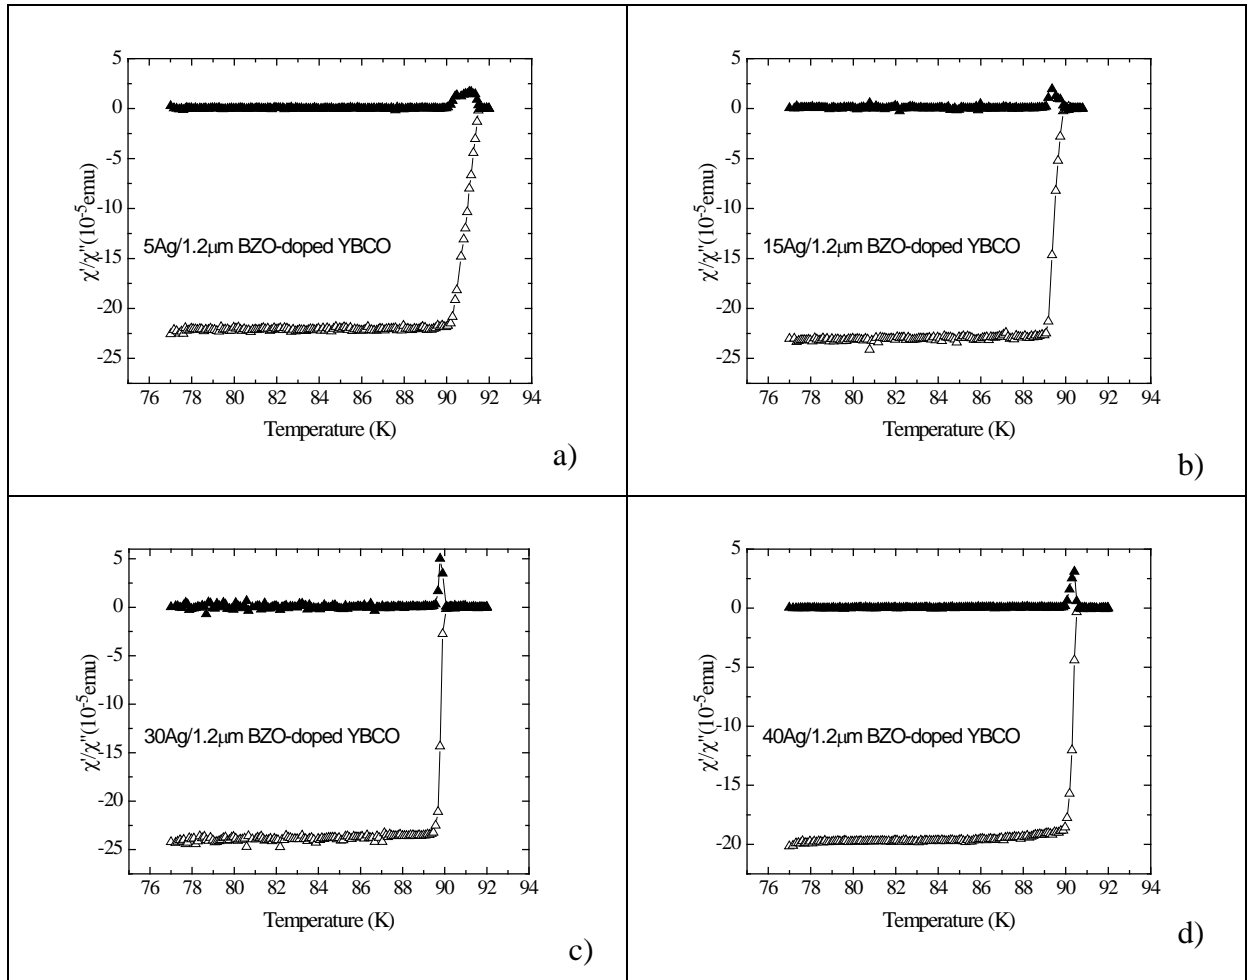 5
0
-5
-10
-15
-20
-25
χ'/χ''(10⁻⁵emu)
5Ag/1.2μm BZO-doped YBCO
76 78 80 82 84 86 88 90 92 94
Temperature (K)
a)
5
0
-5
-10
-15
-20
-25
χ'/χ''(10⁻⁵emu)
15Ag/1.2μm BZO-doped YBCO
76 78 80 82 84 86 88 90 92 94
Temperature (K)
b)
5
0
-5
-10
-15
-20
-25
χ'/χ''(10⁻⁵emu)
30Ag/1.2μm BZO-doped YBCO
76 78 80 82 84 86 88 90 92 94
Temperature (K)
c)
5
0
-5
-10
-15
-20
χ'/χ''(10⁻⁵emu)
40Ag/1.2μm BZO-doped YBCO
76 78 80 82 84 86 88 90 92 94
Temperature (K)
d)